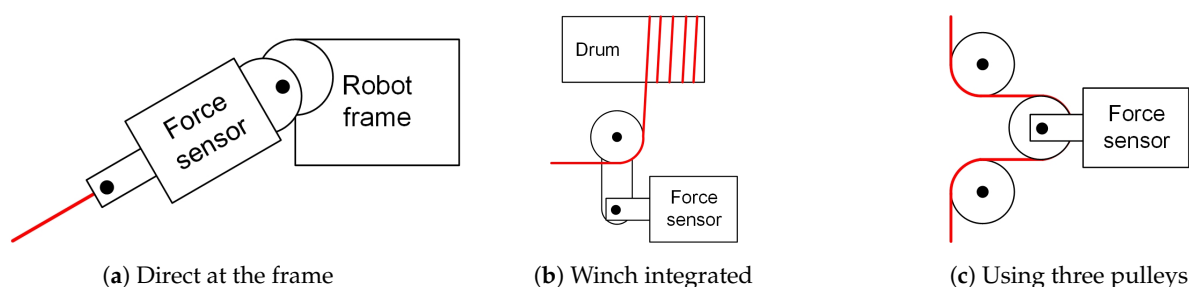 Force
sensor
Robot
frame
Drum
Force
sensor
Force
sensor
(a) Direct at the frame
(b) Winch integrated
(c) Using three pulleys